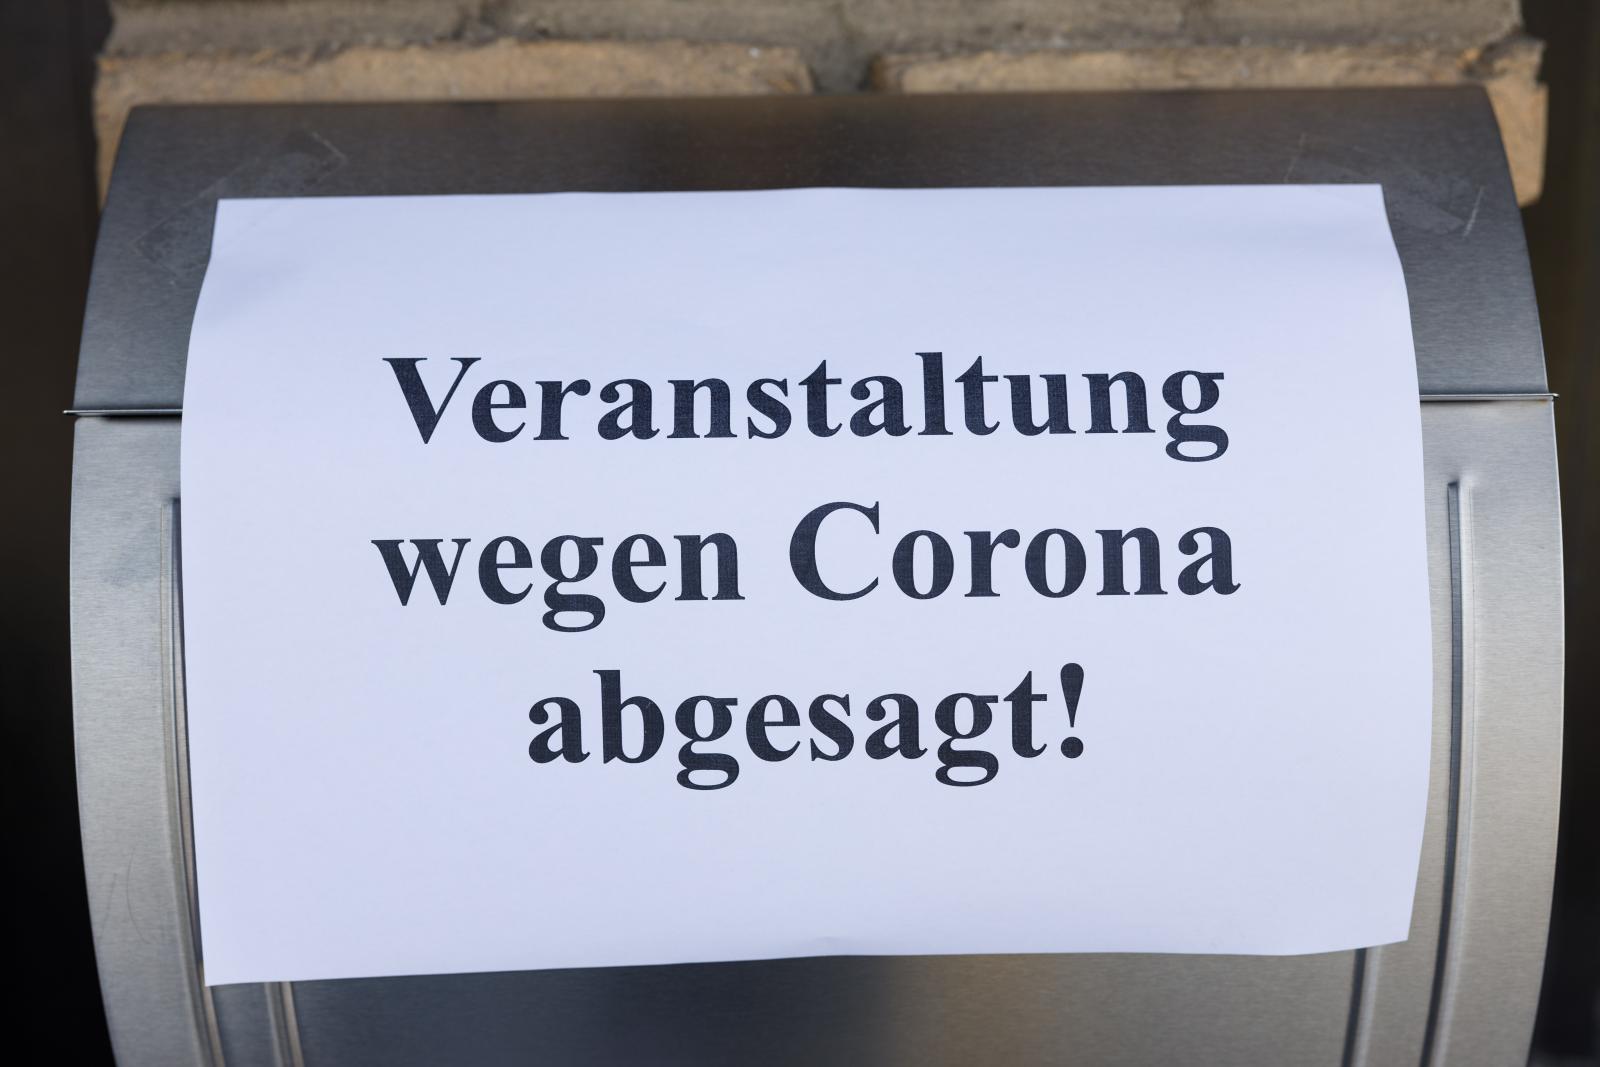 Veranstaltung
wegen Corona
abgesagt!